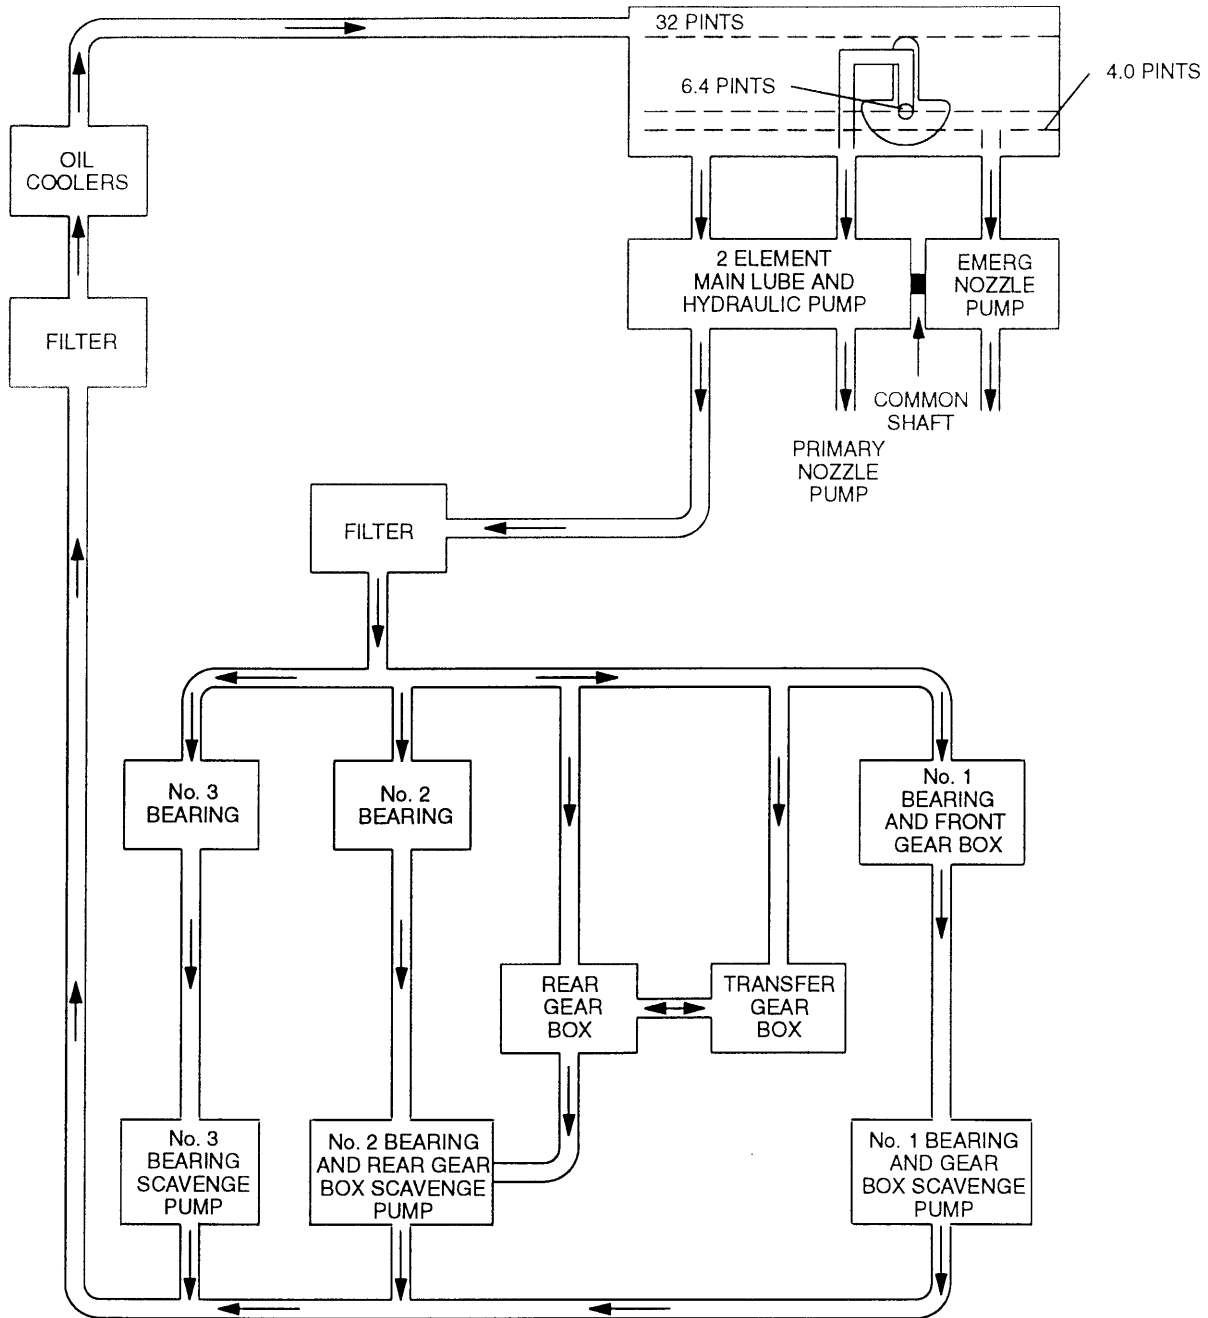 32 PINTS
4.0 PINTS
6.4 PINTS
OIL
COOLERS
2 ELEMENT
MAIN LUBE AND
HYDRAULIC PUMP
EMERG
NOZZLE
PUMP
FILTER
COMMON
SHAFT
PRIMARY
NOZZLE
PUMP
FILTER
No. 3
BEARING
No. 2
BEARING
No. 1
BEARING
AND FRONT
GEAR BOX
REAR
GEAR
BOX
TRANSFER
GEAR
BOX
No. 3
BEARING
SCAVENGE
PUMP
No. 2 BEARING
AND REAR GEAR
BOX SCAVENGE
PUMP
No. 1 BEARING
AND GEAR
BOX SCAVENGE
PUMP